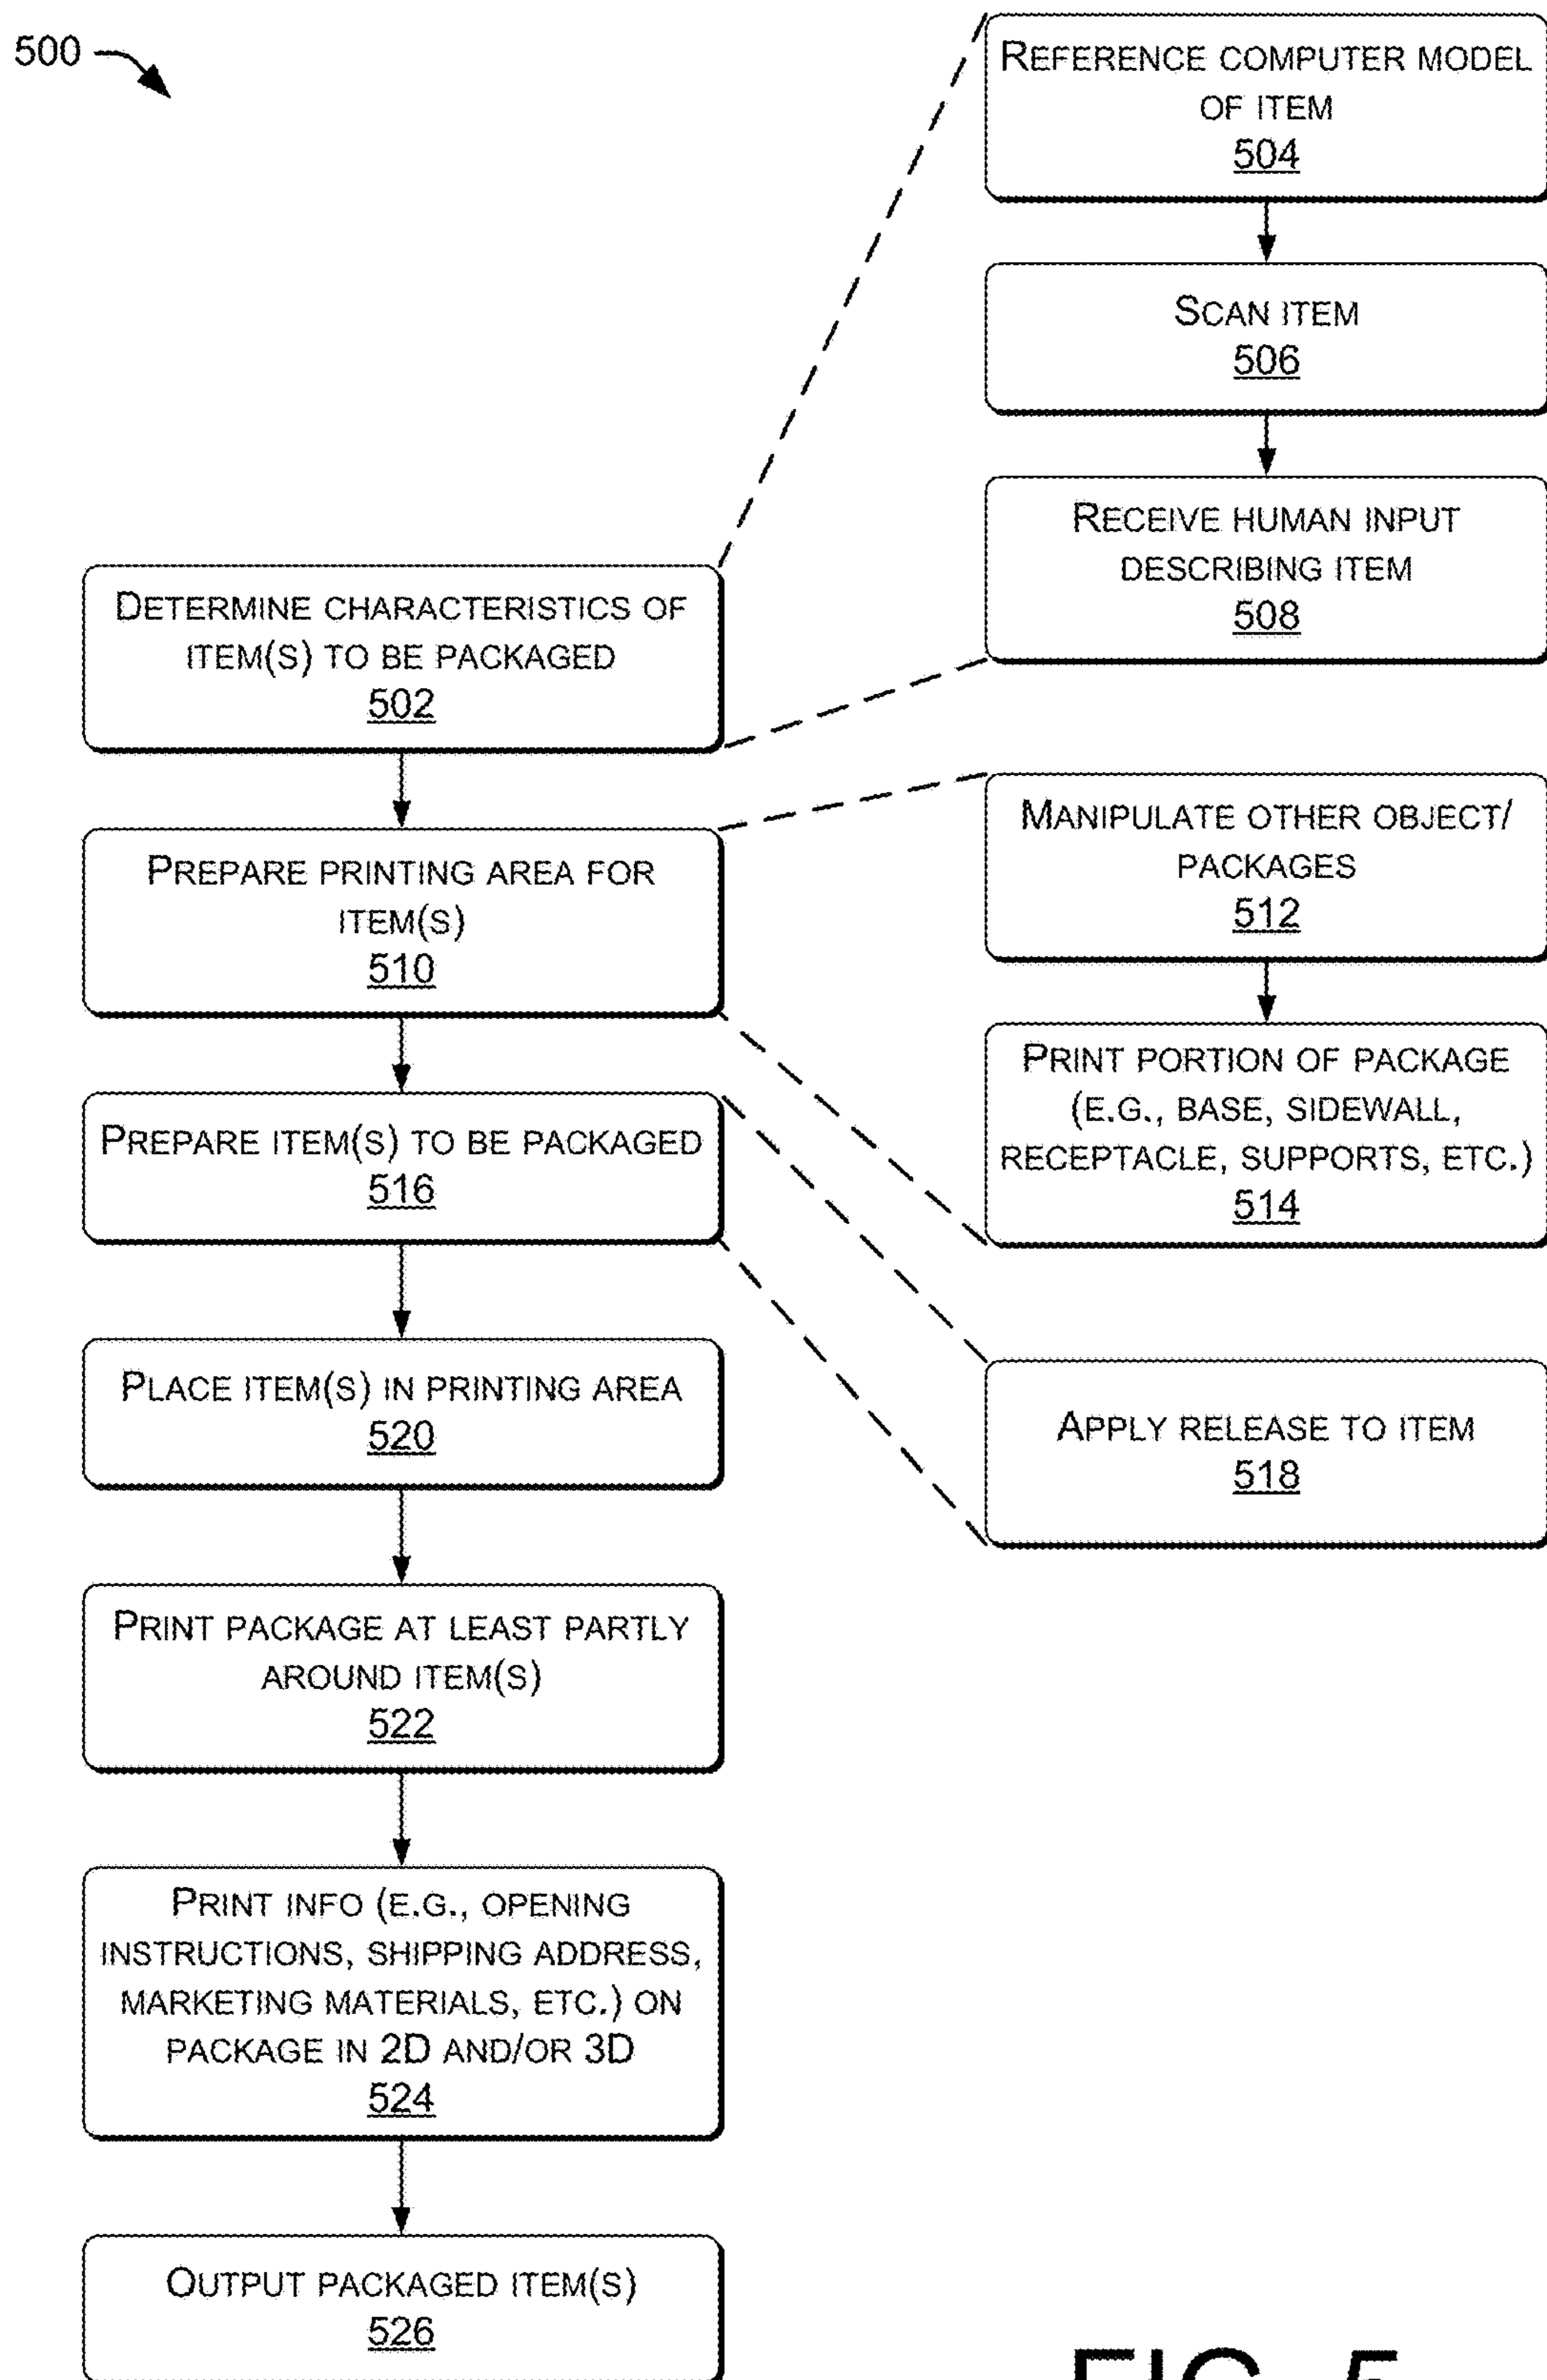 500
REFERENCE COMPUTER MODEL
OF ITEM
504
SCAN ITEM
506
RECEIVE HUMAN INPUT
DESCRIBING ITEM
508
DETERMINE CHARACTERISTICS OF
ITEM(S) TO BE PACKAGED
502
MANIPULATE OTHER OBJECT/
PACKAGES
512
PREPARE PRINTING AREA FOR
ITEM(S)
510
PRINT PORTION OF PACKAGE
(E.G., BASE, SIDEWALL,
RECEPTACLE, SUPPORTS, ETC.)
514
PREPARE ITEM(S) TO BE PACKAGED
516
APPLY RELEASE TO ITEM
518
PLACE ITEM(S) IN PRINTING AREA
520
PRINT PACKAGE AT LEAST PARTLY
AROUND ITEM(S)
522
PRINT INFO (E.G., OPENING
INSTRUCTIONS, SHIPPING ADDRESS,
MARKETING MATERIALS, ETC.) ON
PACKAGE IN 2D AND/OR 3D
524
OUTPUT PACKAGED ITEM(S)
526
FIG. 5